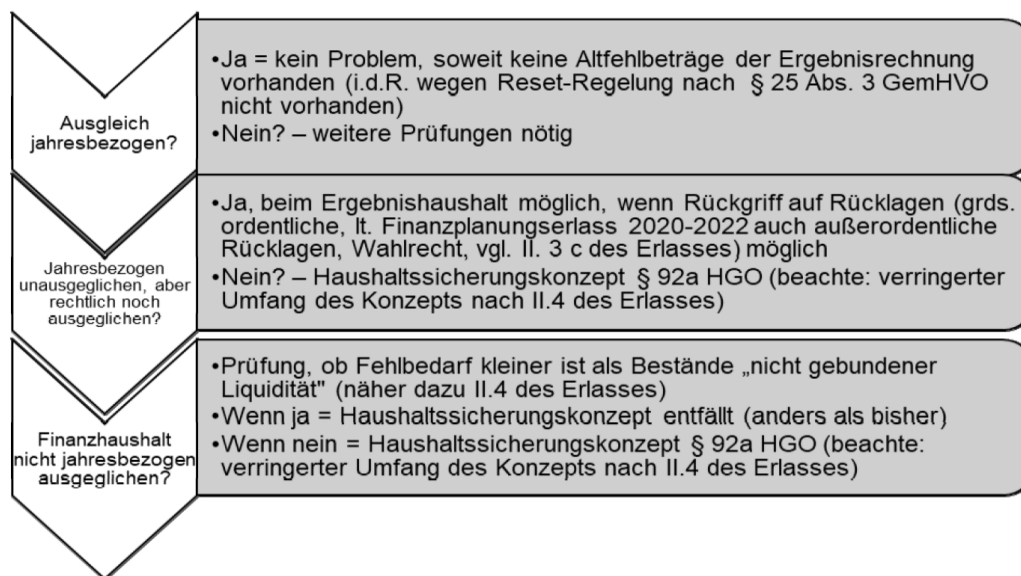 Ausgleich
jahresbezogen?
•Ja = kein Problem, soweit keine Altfehlbeträge der Ergebnisrechnung
vorhanden (i.d.R. wegen Reset-Regelung nach § 25 Abs. 3 GemHVO
nicht vorhanden)
•Nein? – weitere Prüfungen nötig
Jahresbezogen
unausgeglichen, aber
rechtlich noch
ausgeglichen?
•Ja, beim Ergebnishaushalt möglich, wenn Rückgriff auf Rücklagen (grds.
ordentliche, lt. Finanzplanungserlass 2020-2022 auch außerordentliche
Rücklagen, Wahlrecht, vgl. II. 3 c des Erlasses) möglich
•Nein? – Haushaltssicherungskonzept § 92a HGO (beachte: verringerter
Umfang des Konzepts nach II.4 des Erlasses)
Finanzhaushalt
nicht jahresbezogen
ausgeglichen?
•Prüfung, ob Fehlbedarf kleiner ist als Bestände „nicht gebundener
Liquidität" (näher dazu II.4 des Erlasses)
•Wenn ja = Haushaltssicherungskonzept entfällt (anders als bisher)
•Wenn nein = Haushaltssicherungskonzept § 92a HGO (beachte:
verringerter Umfang des Konzepts nach II.4 des Erlasses)